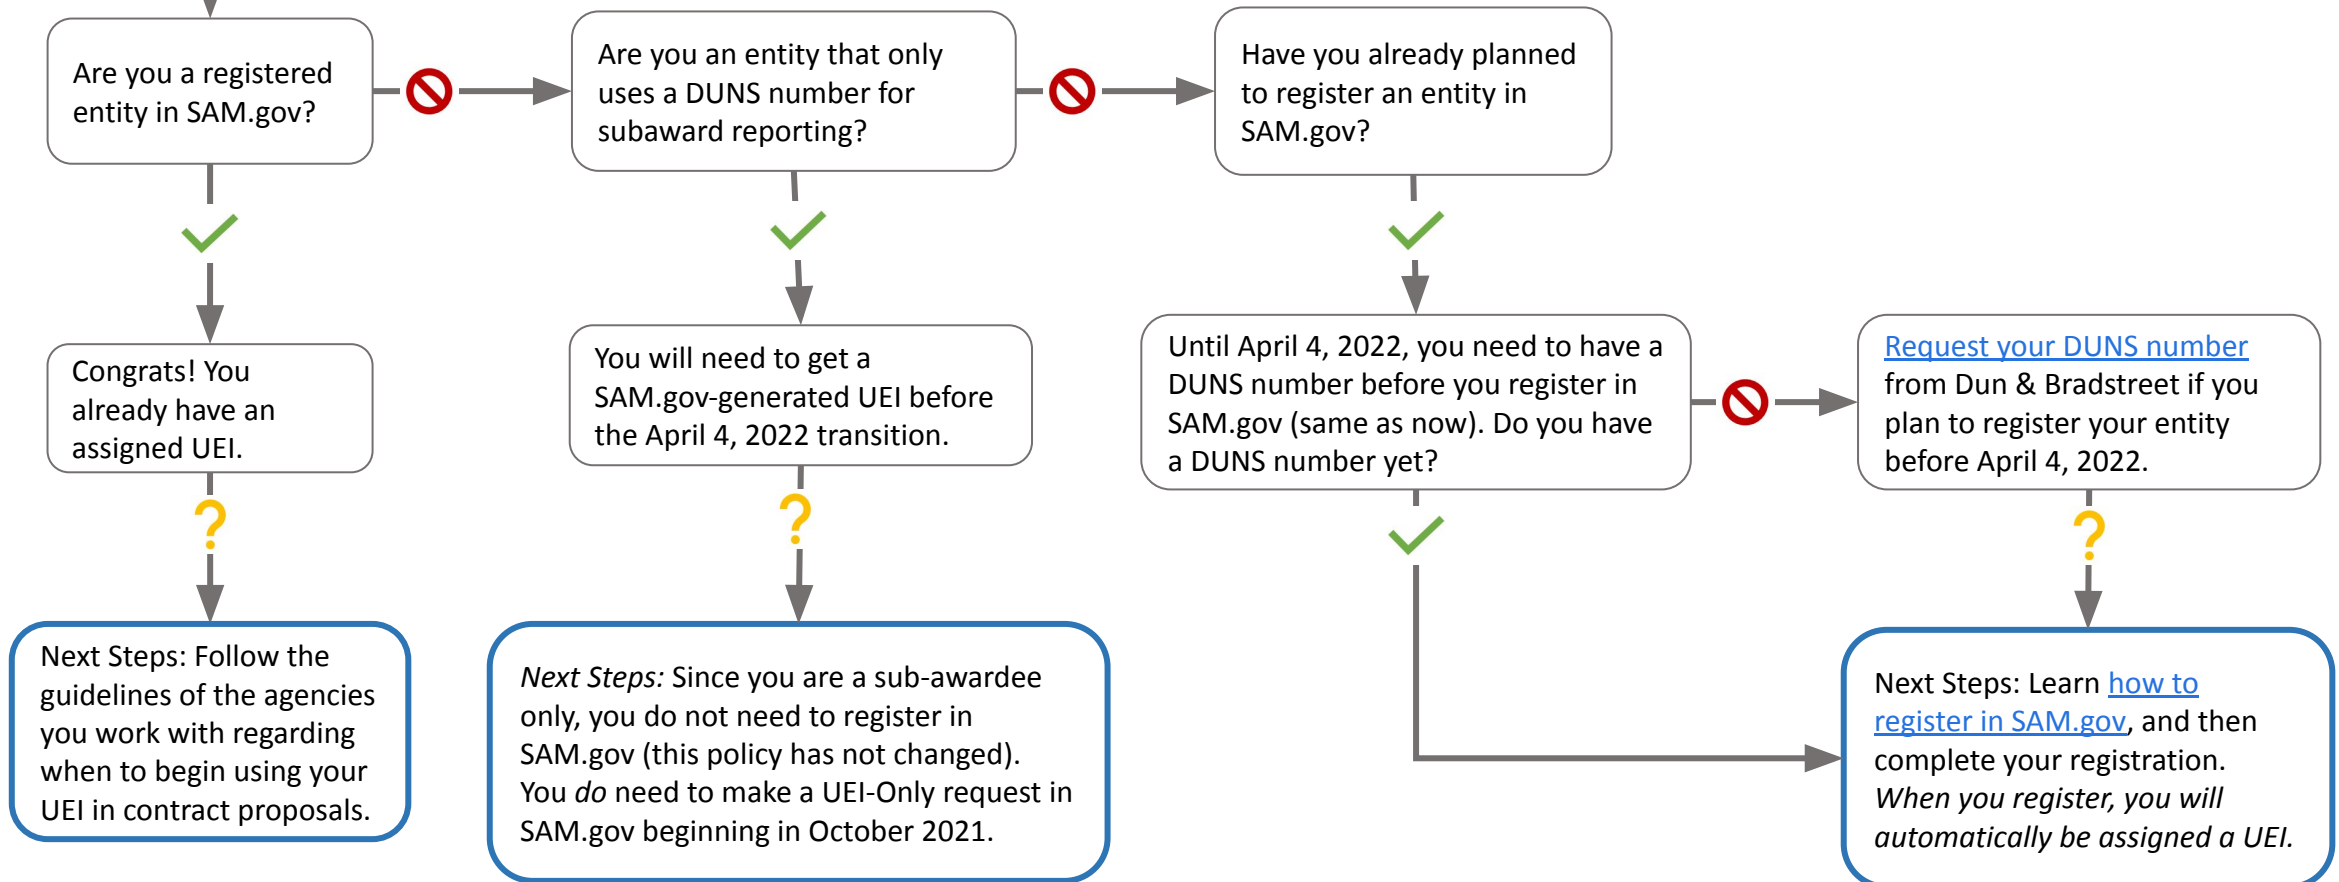 Are you a registered
entity in SAM.gov?
Are you an entity that only
uses a DUNS number for
subaward reporting?
Have you already planned
to register an entity in
SAM.gov?
Congrats! You
already have an
assigned UEI.
You will need to get a
SAM.gov-generated UEI before
the April 4, 2022 transition.
Until April 4, 2022, you need to have a
DUNS number before you register in
SAM.gov (same as now). Do you have
a DUNS number yet?
Request your DUNS number
from Dun & Bradstreet if you
plan to register your entity
before April 4, 2022.
?
?
?
Next Steps: Follow the
guidelines of the agencies
you work with regarding
when to begin using your
UEI in contract proposals.
Next Steps: Since you are a sub-awardee
only, you do not need to register in
SAM.gov (this policy has not changed).
You do need to make a UEI-Only request in
SAM.gov beginning in October 2021.
Next Steps: Learn how to
register in SAM.gov, and then
complete your registration.
When you register, you will
automatically be assigned a UEI.